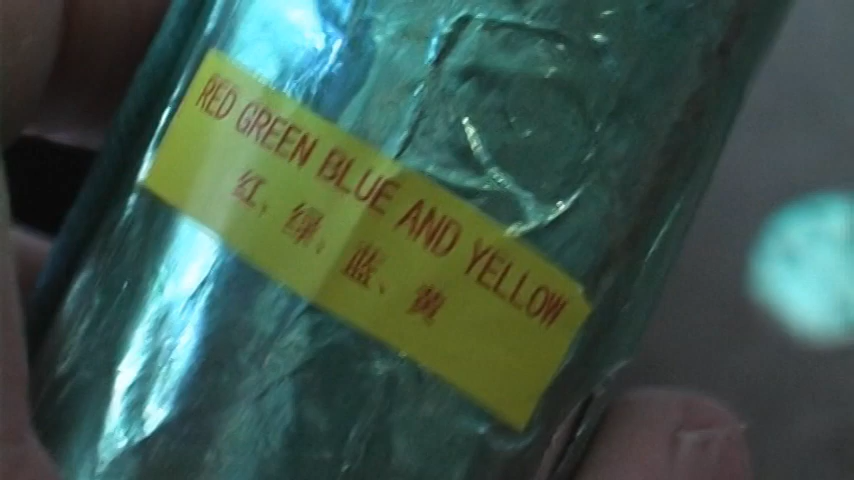 RED GREEN BLUE AND YELLOW
红、绿、蓝、黄